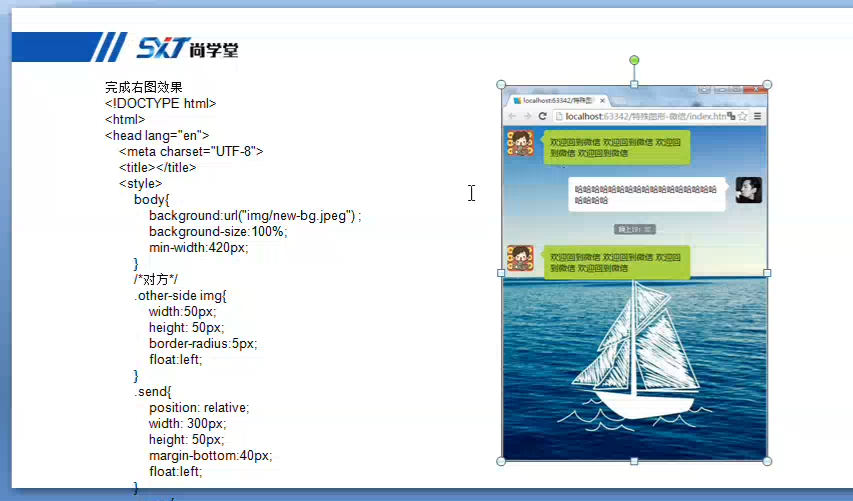 SXT尚学堂
完成右图效果
<!DOCTYPE html>
<html>
<head lang="en">
<meta charset="UTF-8">
<title></title>
<style>
body{
background:url("img/new-bg.jpeg") ;
background-size:100%;
min-width:420px;
}
/*对方*/
.other-side img{
width:50px;
height: 50px;
border-radius:5px;
float:left;
}
.send{
position: relative;
width: 300px;
height: 50px;
margin-bottom:40px;
float:left;
}
localhost:63342/特殊图形
localhost:63342/特殊图形-微信/index.htm
欢迎回到微信 欢迎回到微信 欢迎回
到微信 欢迎回到微信
哈哈哈哈哈哈哈哈哈哈哈哈哈哈哈哈哈
哈哈哈哈
晚上10:
欢迎回到微信 欢迎回到微信 欢迎回
到微信 欢迎回到微信